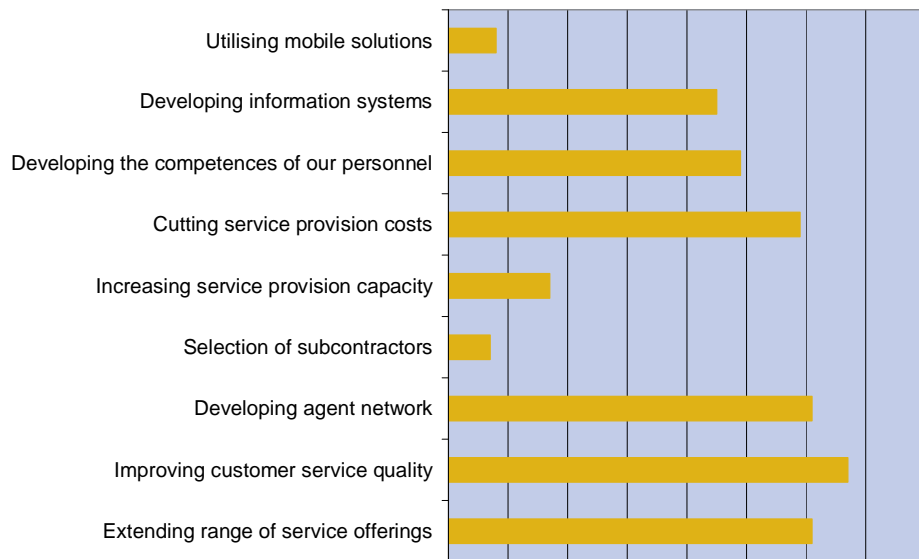 Utilising mobile solutions
Developing information systems
Developing the competences of our personnel
Cutting service provision costs
Increasing service provision capacity
Selection of subcontractors
Developing agent network
Improving customer service quality
Extending range of service offerings